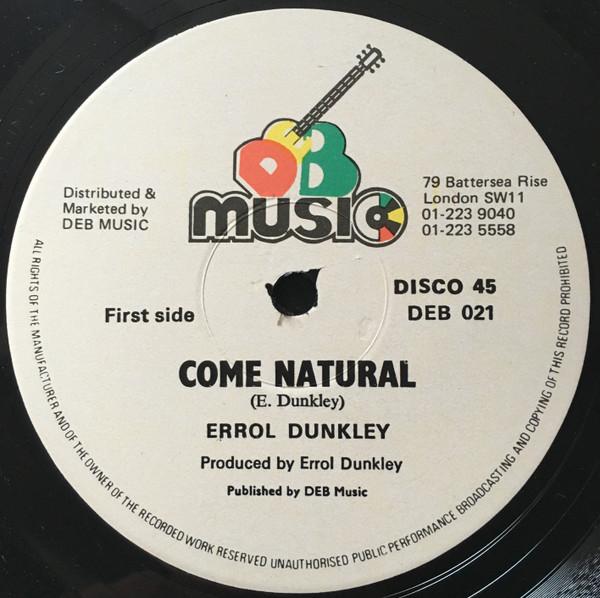 DEB
MUSIC
Distributed &
Marketed by
DEB MUSIC
79 Battersea Rise
London SW11
01-223 9040
01-223 5558
First side
DISCO 45
DEB 021
COME NATURAL
(E. Dunkley)
ERROL DUNKLEY
Produced by Errol Dunkley
Published by DEB Music
ALL RIGHTS OF THE MANUFACTURER AND OF THE OWNER OF THE RECORDED WORK RESERVED UNAUTHORISED PUBLIC PERFORMANCE BROADCASTING AND COPYING OF THIS RECORD PROHIBITED